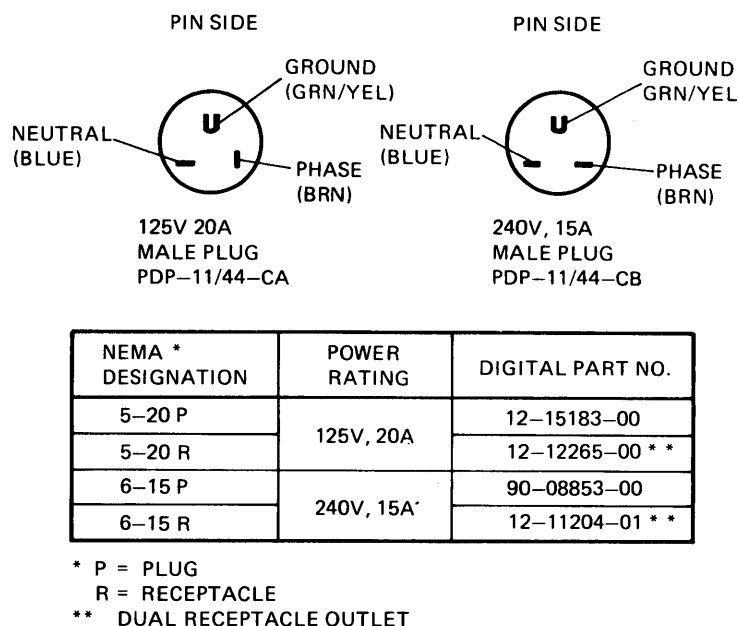 PIN SIDE
GROUND
(GRN/YEL)
NEUTRAL
(BLUE)
PHASE
(BRN)
125V 20A
MALE PLUG
PDP–11/44–CA
PIN SIDE
GROUND
GRN/YEL
NEUTRAL
(BLUE)
PHASE
(BRN)
240V, 15A
MALE PLUG
PDP–11/44–CB
NEMA * DESIGNATION POWER RATING DIGITAL PART NO.
5–20 P 125V, 20A 12–15183–00
5–20 R 12–12265–00 * *
6–15 P 240V, 15A 90–08853–00
6–15 R 12–11204–01 * *
* P = PLUG
R = RECEPTACLE
** DUAL RECEPTACLE OUTLET